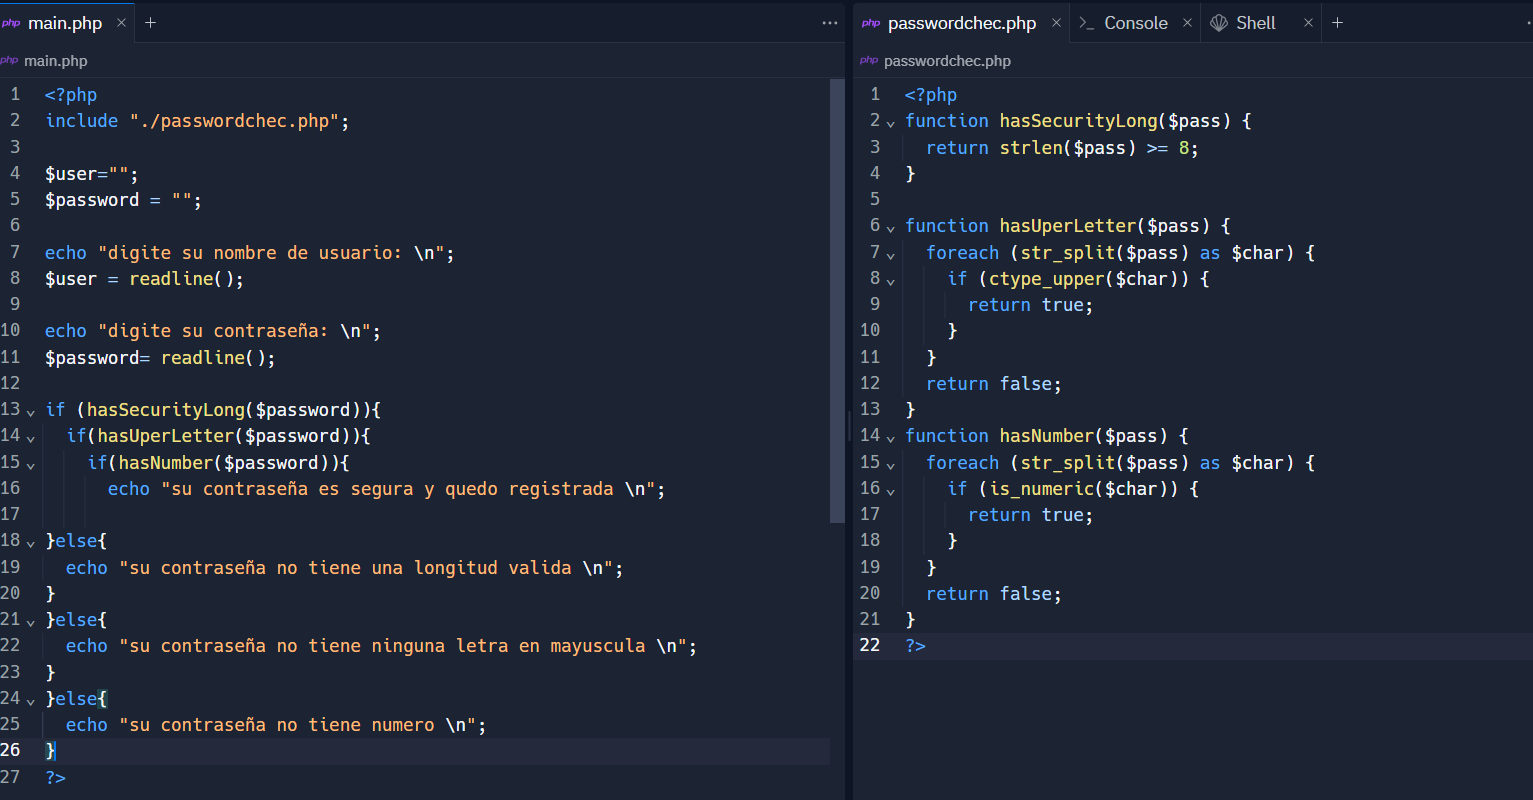 php main.php × +
php main.php
1 <?php
2 include "./passwordchec.php";
3
4 $user="";
5 $password = "";
6
7 echo "digite su nombre de usuario: \n";
8 $user = readline();
9
10 echo "digite su contraseña: \n";
11 $password= readline();
12
13 if (hasSecurityLong($password)){
14   if(hasUperLetter($password)){
15     if(hasNumber($password)){
16       echo "su contraseña es segura y quedo registrada \n";
17
18 }else{
19   echo "su contraseña no tiene una longitud valida \n";
20 }
21 }else{
22   echo "su contraseña no tiene ninguna letra en mayuscula \n";
23 }
24 }else{
25   echo "su contraseña no tiene numero \n";
26 }
27 ?>
php passwordchec.php × >_ Console × Shell × +
php passwordchec.php
1 <?php
2 function hasSecurityLong($pass) {
3   return strlen($pass) >= 8;
4 }
5
6 function hasUperLetter($pass) {
7   foreach (str_split($pass) as $char) {
8     if (ctype_upper($char)) {
9       return true;
10     }
11   }
12   return false;
13 }
14 function hasNumber($pass) {
15   foreach (str_split($pass) as $char) {
16     if (is_numeric($char)) {
17       return true;
18     }
19   }
20   return false;
21 }
22 ?>